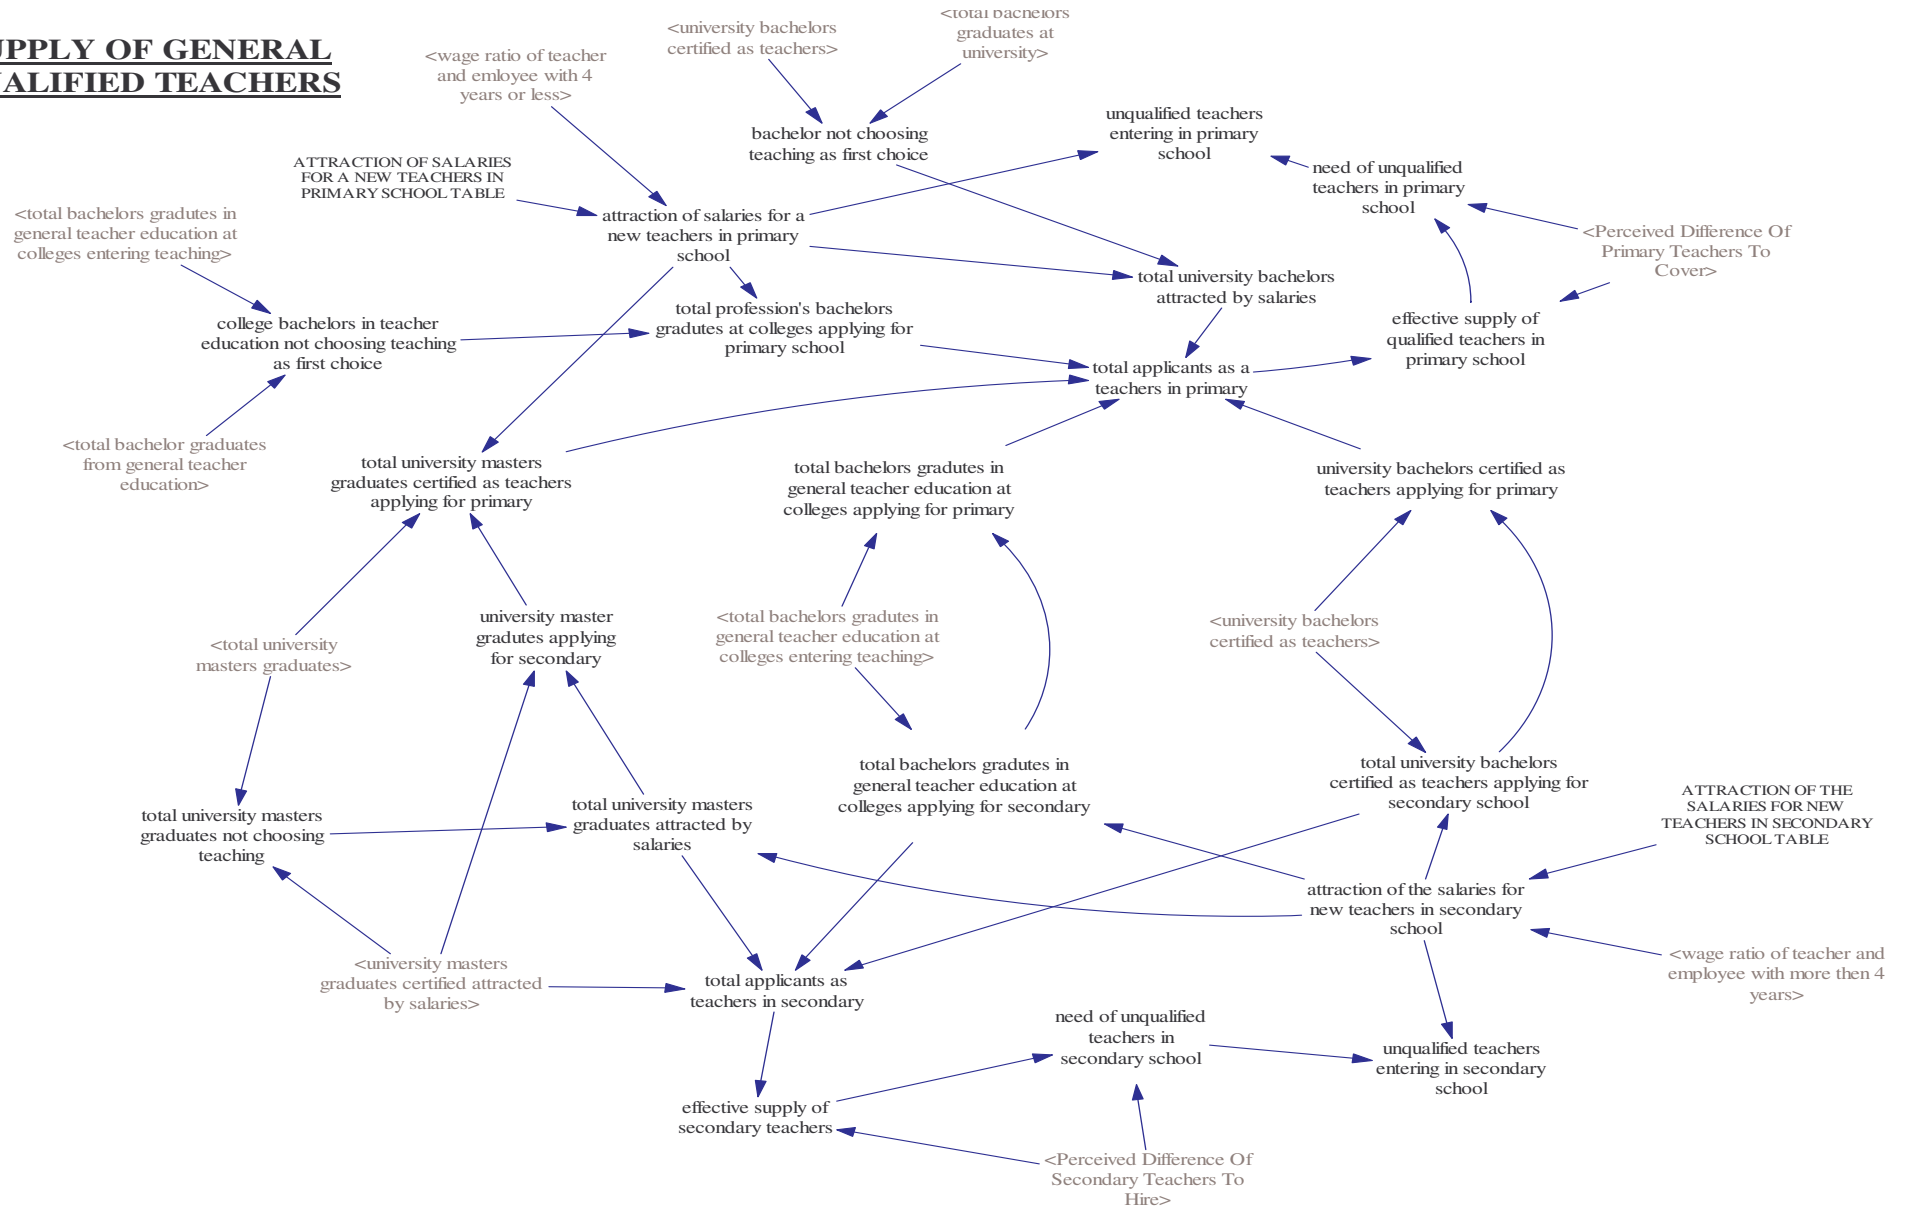 UPPLY OF GENERAL
UALIFIED TEACHERS
<wage ratio of teacher
and emloyee with 4
years or less>
<university bachelors
certified as teachers>
<total bachelors
graduates at
university>
bachelor not choosing
teaching as first choice
unqualified teachers
entering in primary
school
need of unqualified
teachers in primary
school
ATTRACTION OF SALARIES
FOR A NEW TEACHERS IN
PRIMARY SCHOOL TABLE
<total bachelors gradutes in
general teacher education at
colleges entering teaching>
attraction of salaries for a
new teachers in primary
school
<Perceived Difference Of
Primary Teachers To
Cover>
total university bachelors
attracted by salaries
college bachelors in teacher
education not choosing teaching
as first choice
total profession's bachelors
gradutes at colleges applying for
primary school
effective supply of
qualified teachers in
primary school
total applicants as a
teachers in primary
<total bachelor graduates
from general teacher
education>
total university masters
graduates certified as teachers
applying for primary
total bachelors gradutes in
general teacher education at
colleges applying for primary
university bachelors certified as
teachers applying for primary
<total university
masters graduates>
university master
gradutes applying
for secondary
<total bachelors gradutes in
general teacher education at
colleges entering teaching>
<university bachelors
certified as teachers>
total university masters
graduates not choosing
teaching
total university masters
graduates attracted by
salaries
total bachelors gradutes in
general teacher education at
colleges applying for secondary
total university bachelors
certified as teachers applying for
secondary school
ATTRACTION OF THE
SALARIES FOR NEW
TEACHERS IN SECONDARY
SCHOOL TABLE
attraction of the salaries for
new teachers in secondary
school
<university masters
graduates certified attracted
by salaries>
total applicants as
teachers in secondary
<wage ratio of teacher and
employee with more then 4
years>
need of unqualified
teachers in
secondary school
unqualified teachers
entering in secondary
school
effective supply of
secondary teachers
<Perceived Difference Of
Secondary Teachers To
Hire>